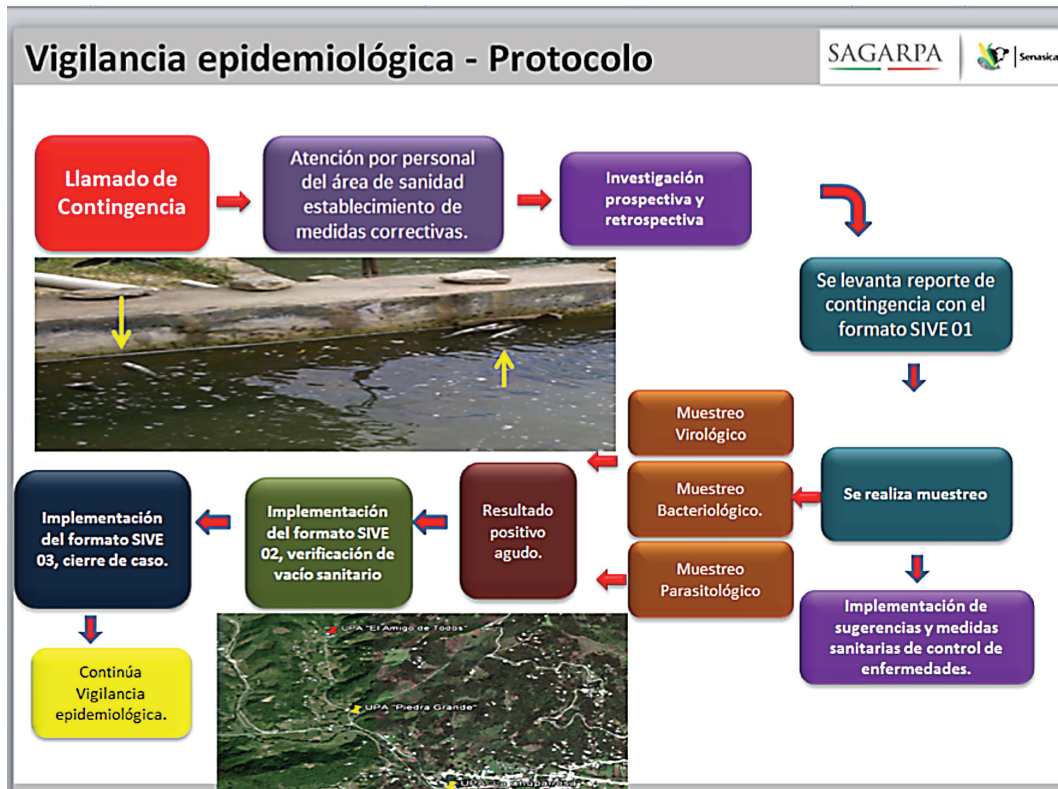 Vigilancia epidemiológica - Protocolo
SAGARPA
Senasica
Llamado de
Contingencia
Atención por personal
del área de sanidad
establecimiento de
medidas correctivas.
Investigación
prospectiva y
retrospectiva
Se levanta reporte de
contingencia con el
formato SIVE 01
Se realiza muestreo
Implementación de
sugerencias y medidas
sanitarias de control de
enfermedades.
Muestreo
Virológico
Muestreo
Bacteriológico.
Muestreo
Parasitológico
Resultado
positivo
agudo.
Implementación
del formato SIVE
02, verificación de
vacío sanitario
Implementación
del formato SIVE
03, cierre de caso.
Continúa
Vigilancia
epidemiológica.
UPA "El Amigo de Todos"
UPA "Piedra Grande"
UPA